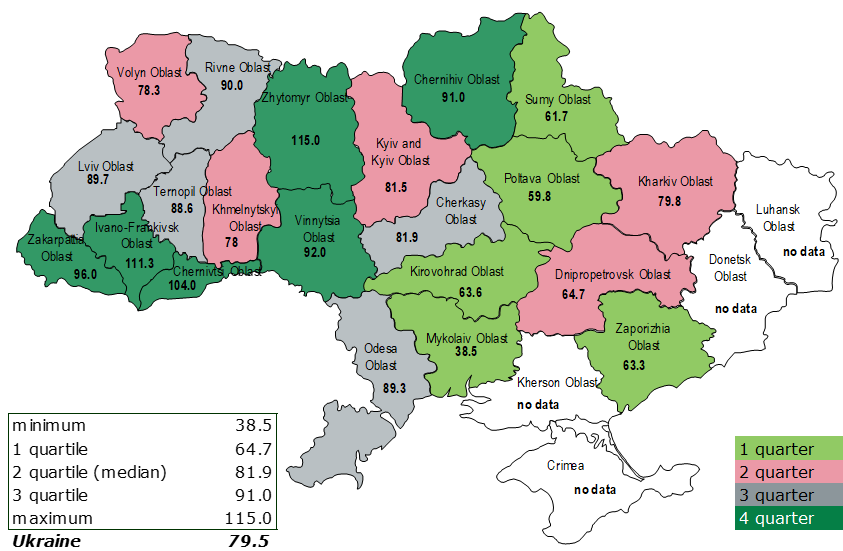 Volyn Oblast
78.3
Rivne Oblast
90.0
Zhytomyr Oblast
115.0
Chernihiv Oblast
91.0
Sumy Oblast
61.7
Kyiv and
Kyiv Oblast
81.5
Lviv Oblast
89.7
Ternopil Oblast
88.6
Khmelnytskyi
Oblast
78
Cherkasy
Oblast
81.9
Poltava Oblast
59.8
Kharkiv Oblast
79.8
Luhansk
Oblast
no data
Zakarpattia
Oblast
96.0
Ivano-Frankivsk
Oblast
111.3
Chernivtsi Oblast
104.0
Vinnytsia
Oblast
92.0
Kirovohrad Oblast
63.6
Dnipropetrovsk Oblast
64.7
Donetsk
Oblast
no data
Odesa
Oblast
89.3
Mykolaiv Oblast
38.5
Zaporizhia
Oblast
63.3
Kherson Oblast
no data
Crimea
no data
minimum 38.5
1 quartile 64.7
2 quartile (median) 81.9
3 quartile 91.0
maximum 115.0
Ukraine 79.5
1 quarter
2 quarter
3 quarter
4 quarter